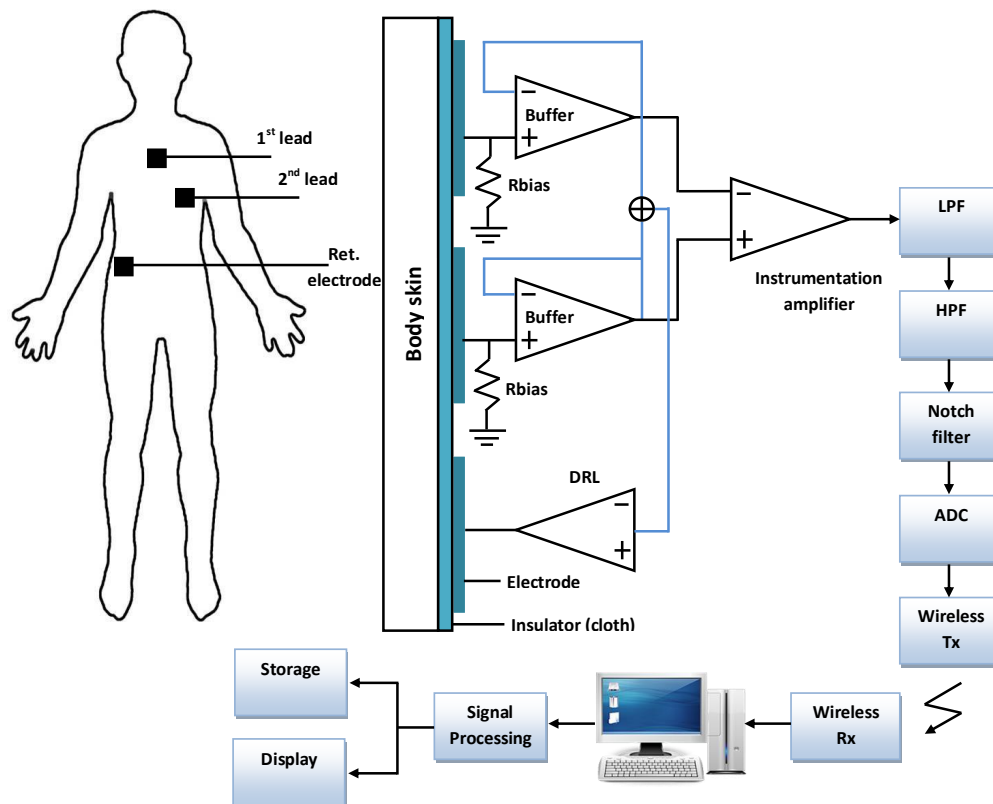 1st lead
2nd lead
Ret.
electrode
Body skin
−
Buffer
+
Rbias
−
Buffer
+
Rbias
DRL
−
+
Electrode
Insulator (cloth)
−
+
Instrumentation
amplifier
LPF
HPF
Notch
filter
ADC
Wireless
Tx
Wireless
Rx
Signal
Processing
Storage
Display